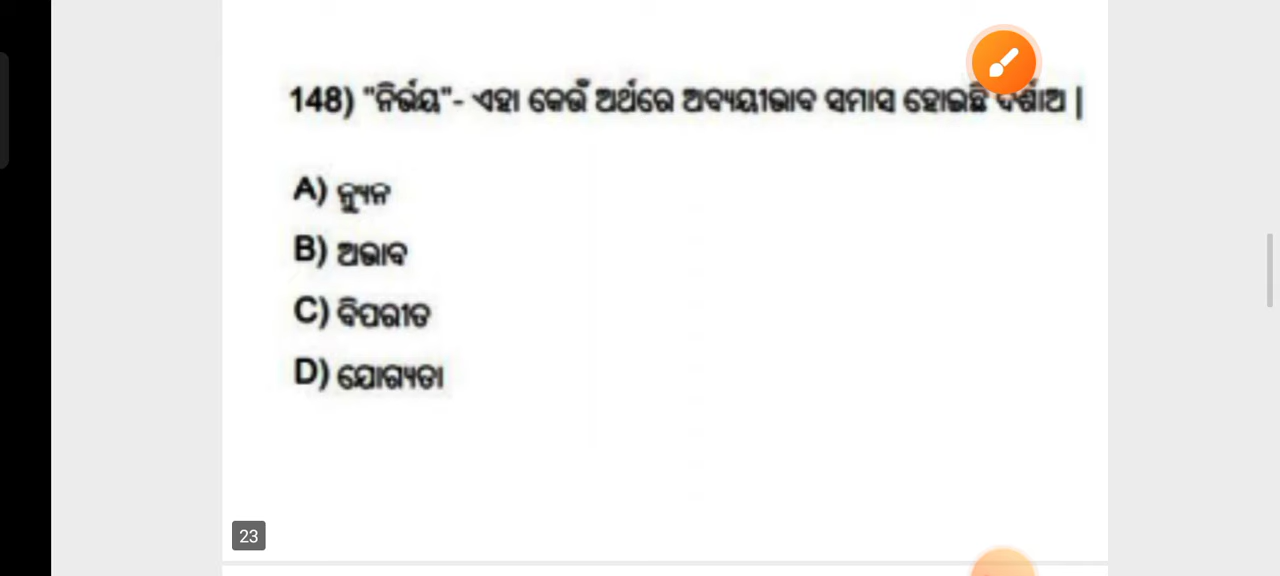 148) "ନିର୍ଭୟ"- ଏହା କେଉଁ ଅର୍ଥରେ ଅବ୍ୟୟୀଭାବ ସମାସ ହୋଇଛି ଦର୍ଶାଅ |
A) ନ୍ୟୁନ
B) ଅଭାବ
C) ବିପରୀତ
D) ଯୋଗ୍ୟତା
23